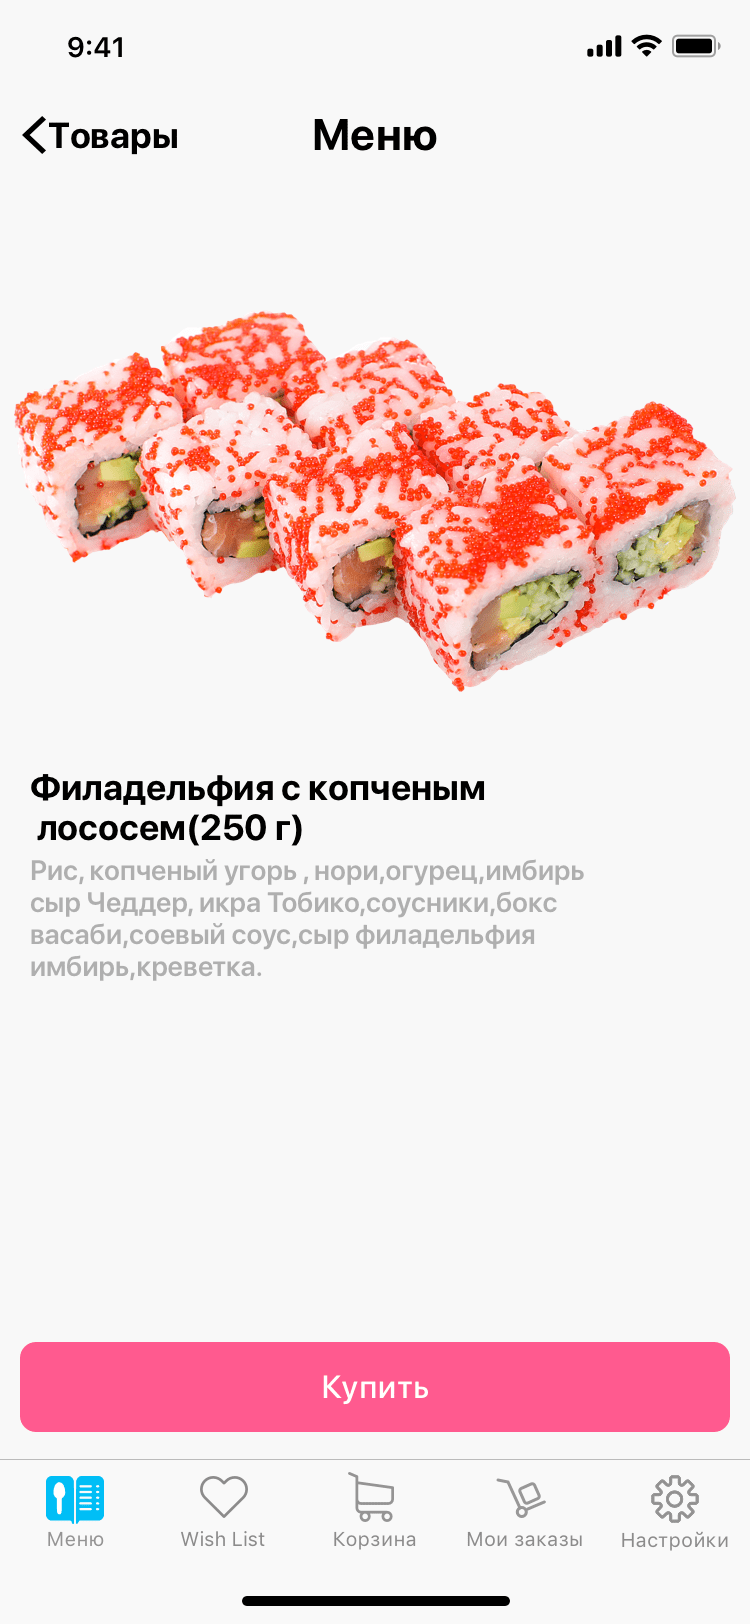 9:41
Товары
Меню
Филадельфия с копченым
лососем(250 г)
Рис, копченый угорь , нори,огурец,имбирь
сыр Чеддер, икра Тобико,соусники,бокс
васаби,соевый соус,сыр филадельфия
имбирь,креветка.
Купить
Меню
Wish List
Корзина
Мои заказы
Настройки